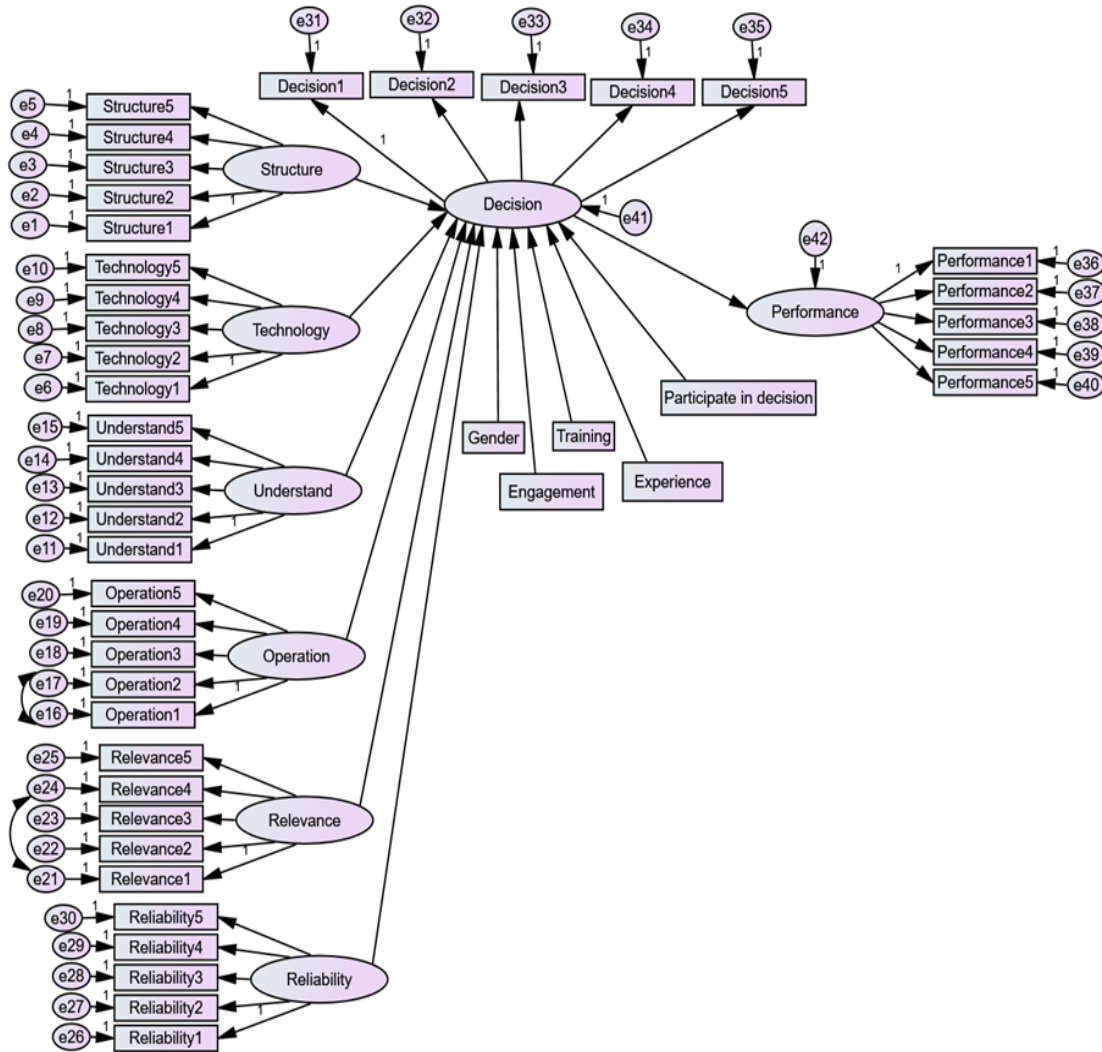 e31
e32
e33
e34
e35
1
1
1
1
1
Decision1
Decision2
Decision3
Decision4
Decision5
1
e5
1
Structure5
e4
1
Structure4
e3
1
Structure3
e2
1
Structure2
e1
1
Structure1
1
Structure
Decision
1
e41
e10
1
Technology5
e9
1
Technology4
e8
1
Technology3
e7
1
Technology2
e6
1
Technology1
1
Technology
e42
1
Performance
1
Performance1
1
e36
Performance2
1
e37
Performance3
1
e38
Performance4
1
e39
Performance5
1
e40
Participate in decision
Gender
Training
Engagement
Experience
e15
1
Understand5
e14
1
Understand4
e13
1
Understand3
e12
1
Understand2
e11
1
Understand1
1
Understand
e20
1
Operation5
e19
1
Operation4
e18
1
Operation3
e17
1
Operation2
e16
1
Operation1
1
Operation
e25
1
Relevance5
e24
1
Relevance4
e23
1
Relevance3
e22
1
Relevance2
e21
1
Relevance1
1
Relevance
e30
1
Reliability5
e29
1
Reliability4
e28
1
Reliability3
e27
1
Reliability2
e26
1
Reliability1
1
Reliability